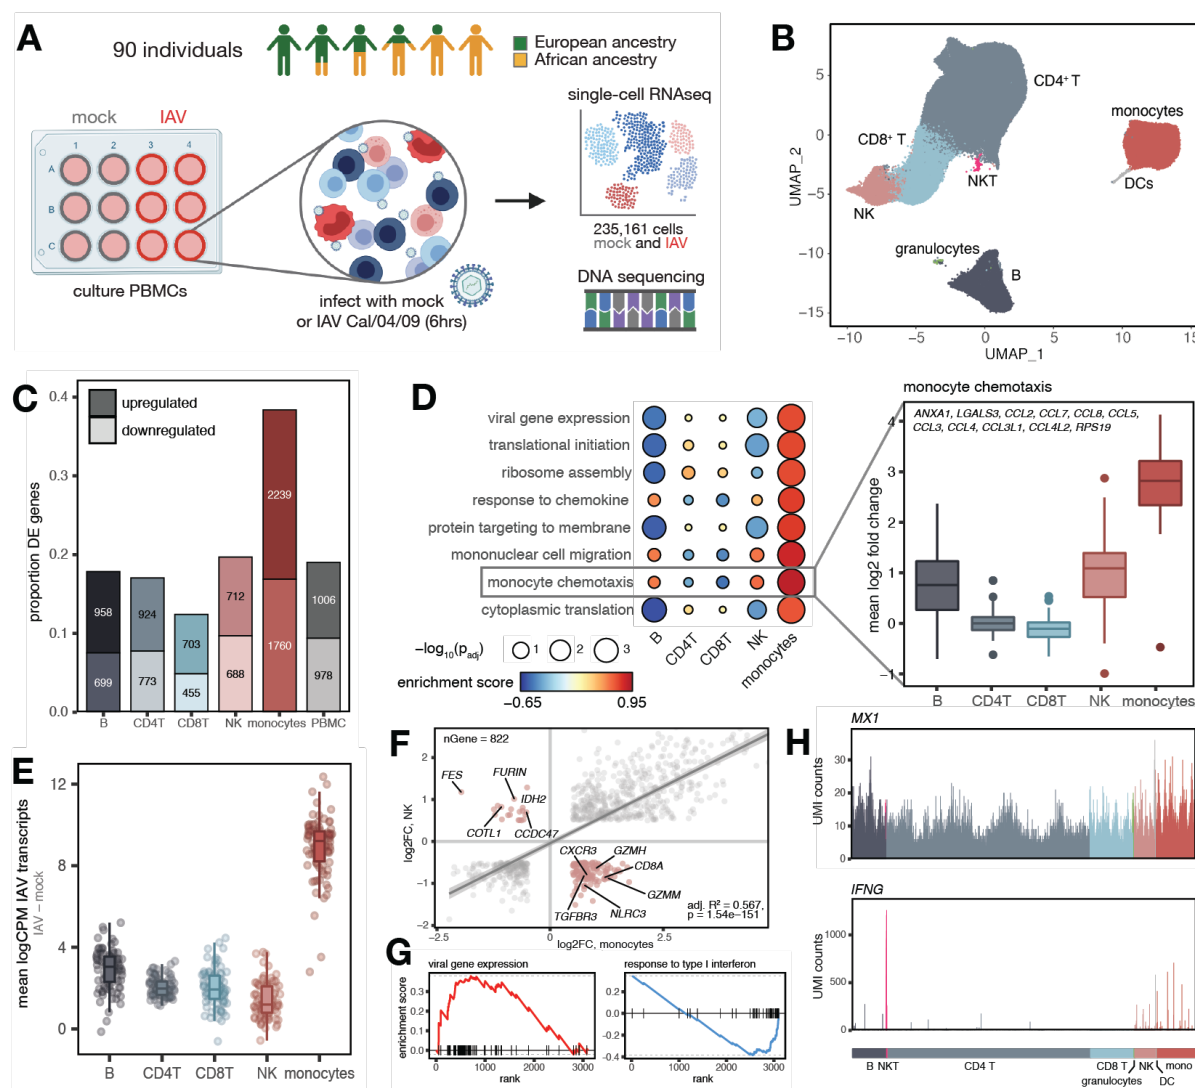 A
90 individuals
European ancestry
African ancestry
mock IAV
1 2 3 4
A
B
C
culture PBMCs
infect with mock
or IAV Cal/04/09 (6hrs)
single-cell RNAseq
235,161 cells
mock and IAV
DNA sequencing
B
UMAP_2
5
0
−5
−10
−15
CD4⁺ T
CD8⁺ T
monocytes
NKT
DCs
NK
granulocytes
B
−10 −5 0 5 10 15
UMAP_1
C
proportion DE genes
0.4
0.3
0.2
0.1
0.0
upregulated
downregulated
958 924 703 712 2239 1006
699 773 455 688 1760 978
B CD4T CD8T NK monocytes PBMC
D
viral gene expression
translational initiation
ribosome assembly
response to chemokine
protein targeting to membrane
mononuclear cell migration
monocyte chemotaxis
cytoplasmic translation
B CD4T CD8T NK monocytes
−log10(padj) 1 2 3
enrichment score
-0.65 0.95
monocyte chemotaxis
ANXA1, LGALS3, CCL2, CCL7, CCL8, CCL5,
CCL3, CCL4, CCL3L1, CCL4L2, RPS19
mean log2 fold change
4
3
2
1
0
−1
B CD4T CD8T NK monocytes
E
mean logCPM IAV transcripts
IAV – mock
12
8
4
0
B CD4T CD8T NK monocytes
F
nGene = 822
log2FC, NK
2
1
0
−1
−2
FES
FURIN
IDH2
COTL1
CCDC47
CXCR3
GZMH
CD8A
GZMM
NLRC3
TGFBR3
adj. R² = 0.567,
p = 1.54e−151
−2.5 0 2.5
log2FC, monocytes
G
viral gene expression
enrichment score
0.3
0.2
0.1
0.0
0 1000 2000 3000
rank
response to type I interferon
0.2
0.0
-0.2
-0.4
0 1000 2000 3000
rank
H
MX1
UMI counts
30
20
10
0
IFNG
UMI counts
1000
500
0
B NKT CD4 T CD8 T NK mono
granulocytes DC